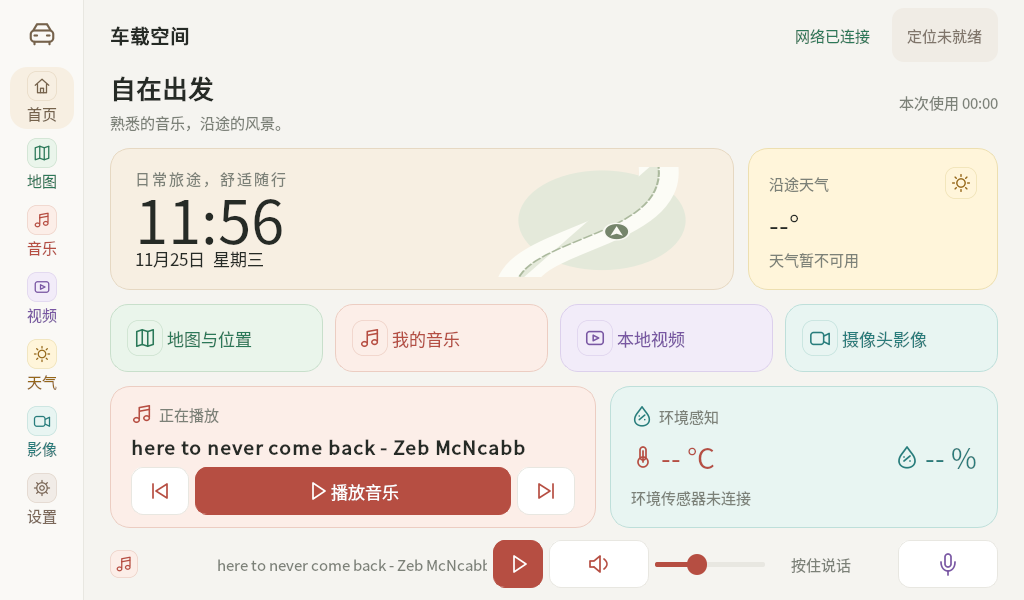 车载空间
网络已连接
定位未就绪
首页
地图
音乐
视频
天气
影像
设置
自在出发
熟悉的音乐，沿途的风景。
本次使用 00:00
日常旅途，舒适随行
11:56
11月25日 星期三
沿途天气
--°
天气暂不可用
地图与位置
我的音乐
本地视频
摄像头影像
正在播放
here to never come back - Zeb McNcabb
播放音乐
环境感知
-- °C
-- %
环境传感器未连接
here to never come back - Zeb McNcabb
按住说话